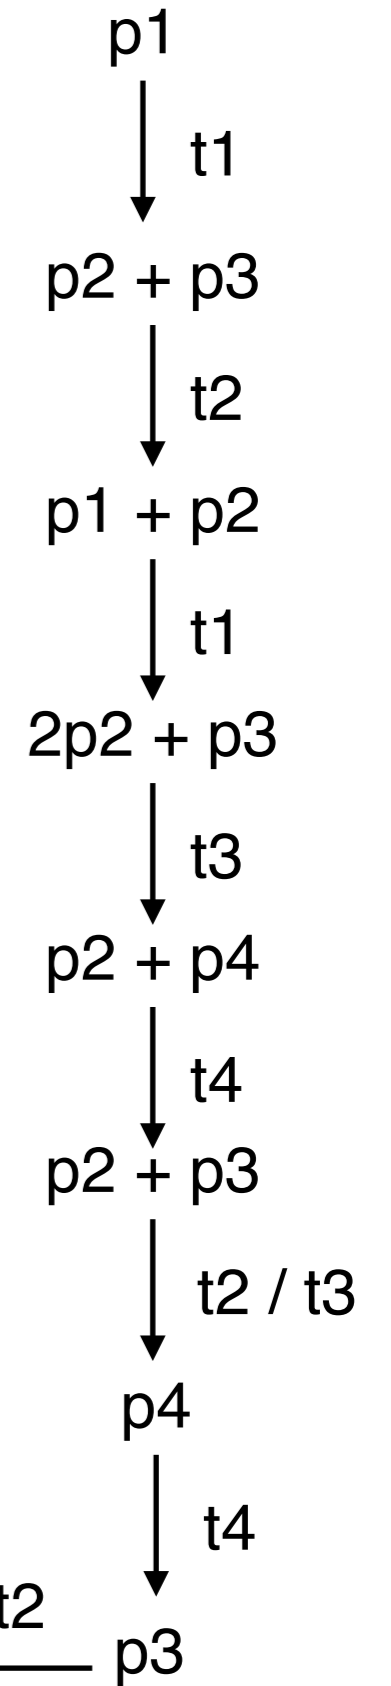 p1
t1
p2 + p3
t2
p1 + p2
t1
2p2 + p3
t3
p2 + p4
t4
p2 + p3
t2 / t3
p4
t4
t2
p3